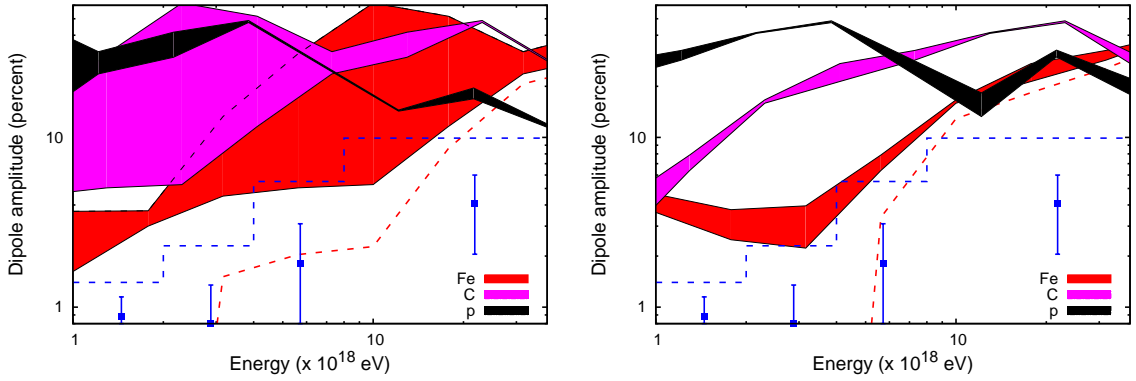 Dipole amplitude (percent)
10
1
1
10
Energy (x 10^18 eV)
Fe
C
p
Dipole amplitude (percent)
10
1
1
10
Energy (x 10^18 eV)
Fe
C
p